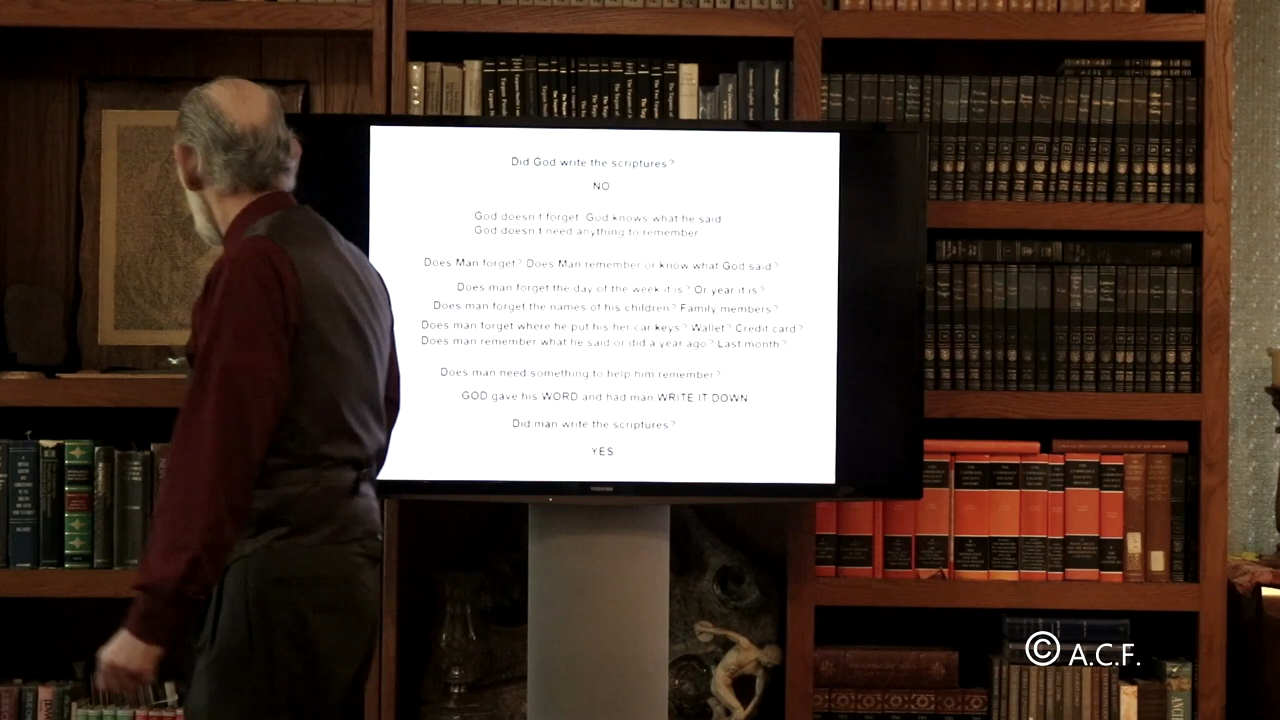 Did God write the scriptures?
NO
God doesn t forget God knows what he said
God doesn t need anything to remember
Does Man forget? Does Man remember or know what God said?
Does man forget the day of the week it is? Or year it is?
Does man forget the names of his children? Family members?
Does man forget where he put his her car keys? Wallet? Credit card?
Does man remember what he said or did a year ago? Last month?
Does man need something to help him remember?
GOD gave his WORD and had man WRITE IT DOWN
Did man write the scriptures?
YES
TOSHIBA
© A.C.F.